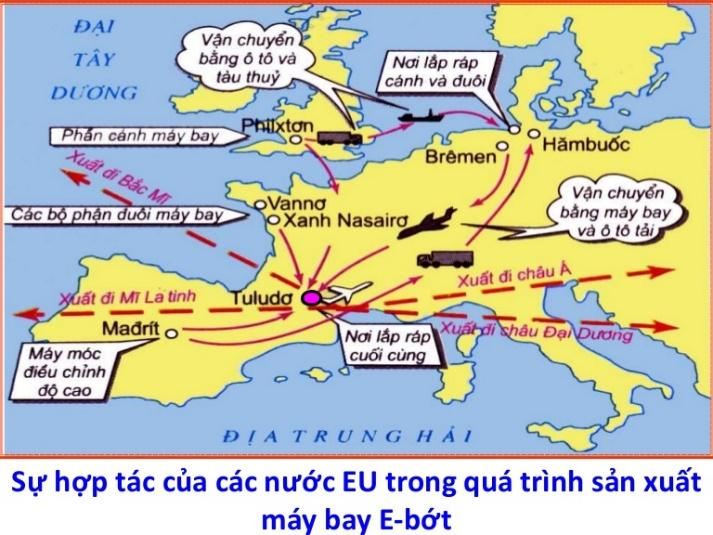 ĐẠI
TÂY
DƯƠNG
Vận chuyển
bằng ô tô và
tàu thuỷ
Nơi lắp ráp
cánh và đuôi
Phần cánh máy bay
Philxtơn
Brêmen
Hămbuốc
Xuất đi Bắc Mĩ
Các bộ phận đuôi máy bay
Vannơ
Xanh Nasairơ
Vận chuyển
bằng máy bay
và ô tô tải
Xuất đi châu Á
Xuất đi Mĩ La tinh
Tuludơ
Xuất đi châu Đại Dương
Mađrít
Nơi lắp ráp
cuối cùng
Máy móc
điều chỉnh
độ cao
ĐỊA TRUNG HẢI
Sự hợp tác của các nước EU trong quá trình sản xuất
máy bay E-bớt